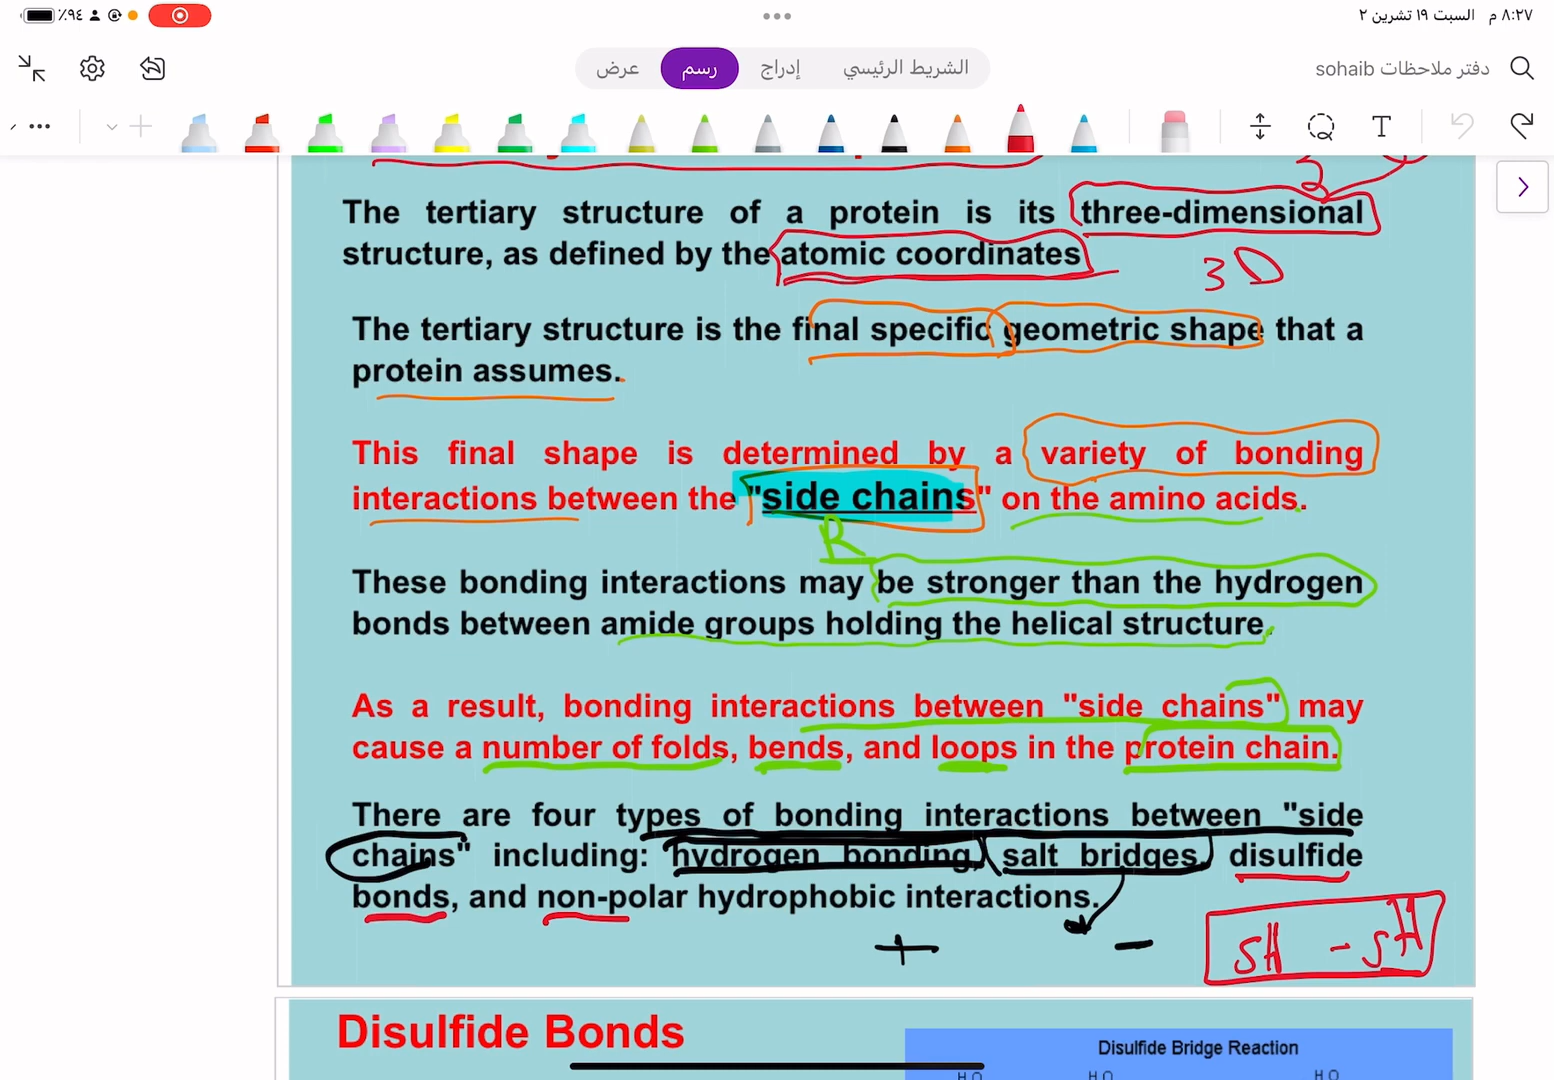 ٪٩٤
٨:٢٧ م السبت ١٩ تشرين ٢
الشريط الرئيسي إدراج رسم عرض
دفتر ملاحظات sohaib
T
The tertiary structure of a protein is its three-dimensional
structure, as defined by the atomic coordinates
3D
The tertiary structure is the final specific geometric shape that a
protein assumes.
This final shape is determined by a variety of bonding
interactions between the "side chains" on the amino acids.
R
These bonding interactions may be stronger than the hydrogen
bonds between amide groups holding the helical structure.
As a result, bonding interactions between "side chains" may
cause a number of folds, bends, and loops in the protein chain.
There are four types of bonding interactions between "side
chains" including: hydrogen bonding, salt bridges, disulfide
bonds, and non-polar hydrophobic interactions.
+ -
SH - SH
Disulfide Bonds
Disulfide Bridge Reaction
H O H O H O